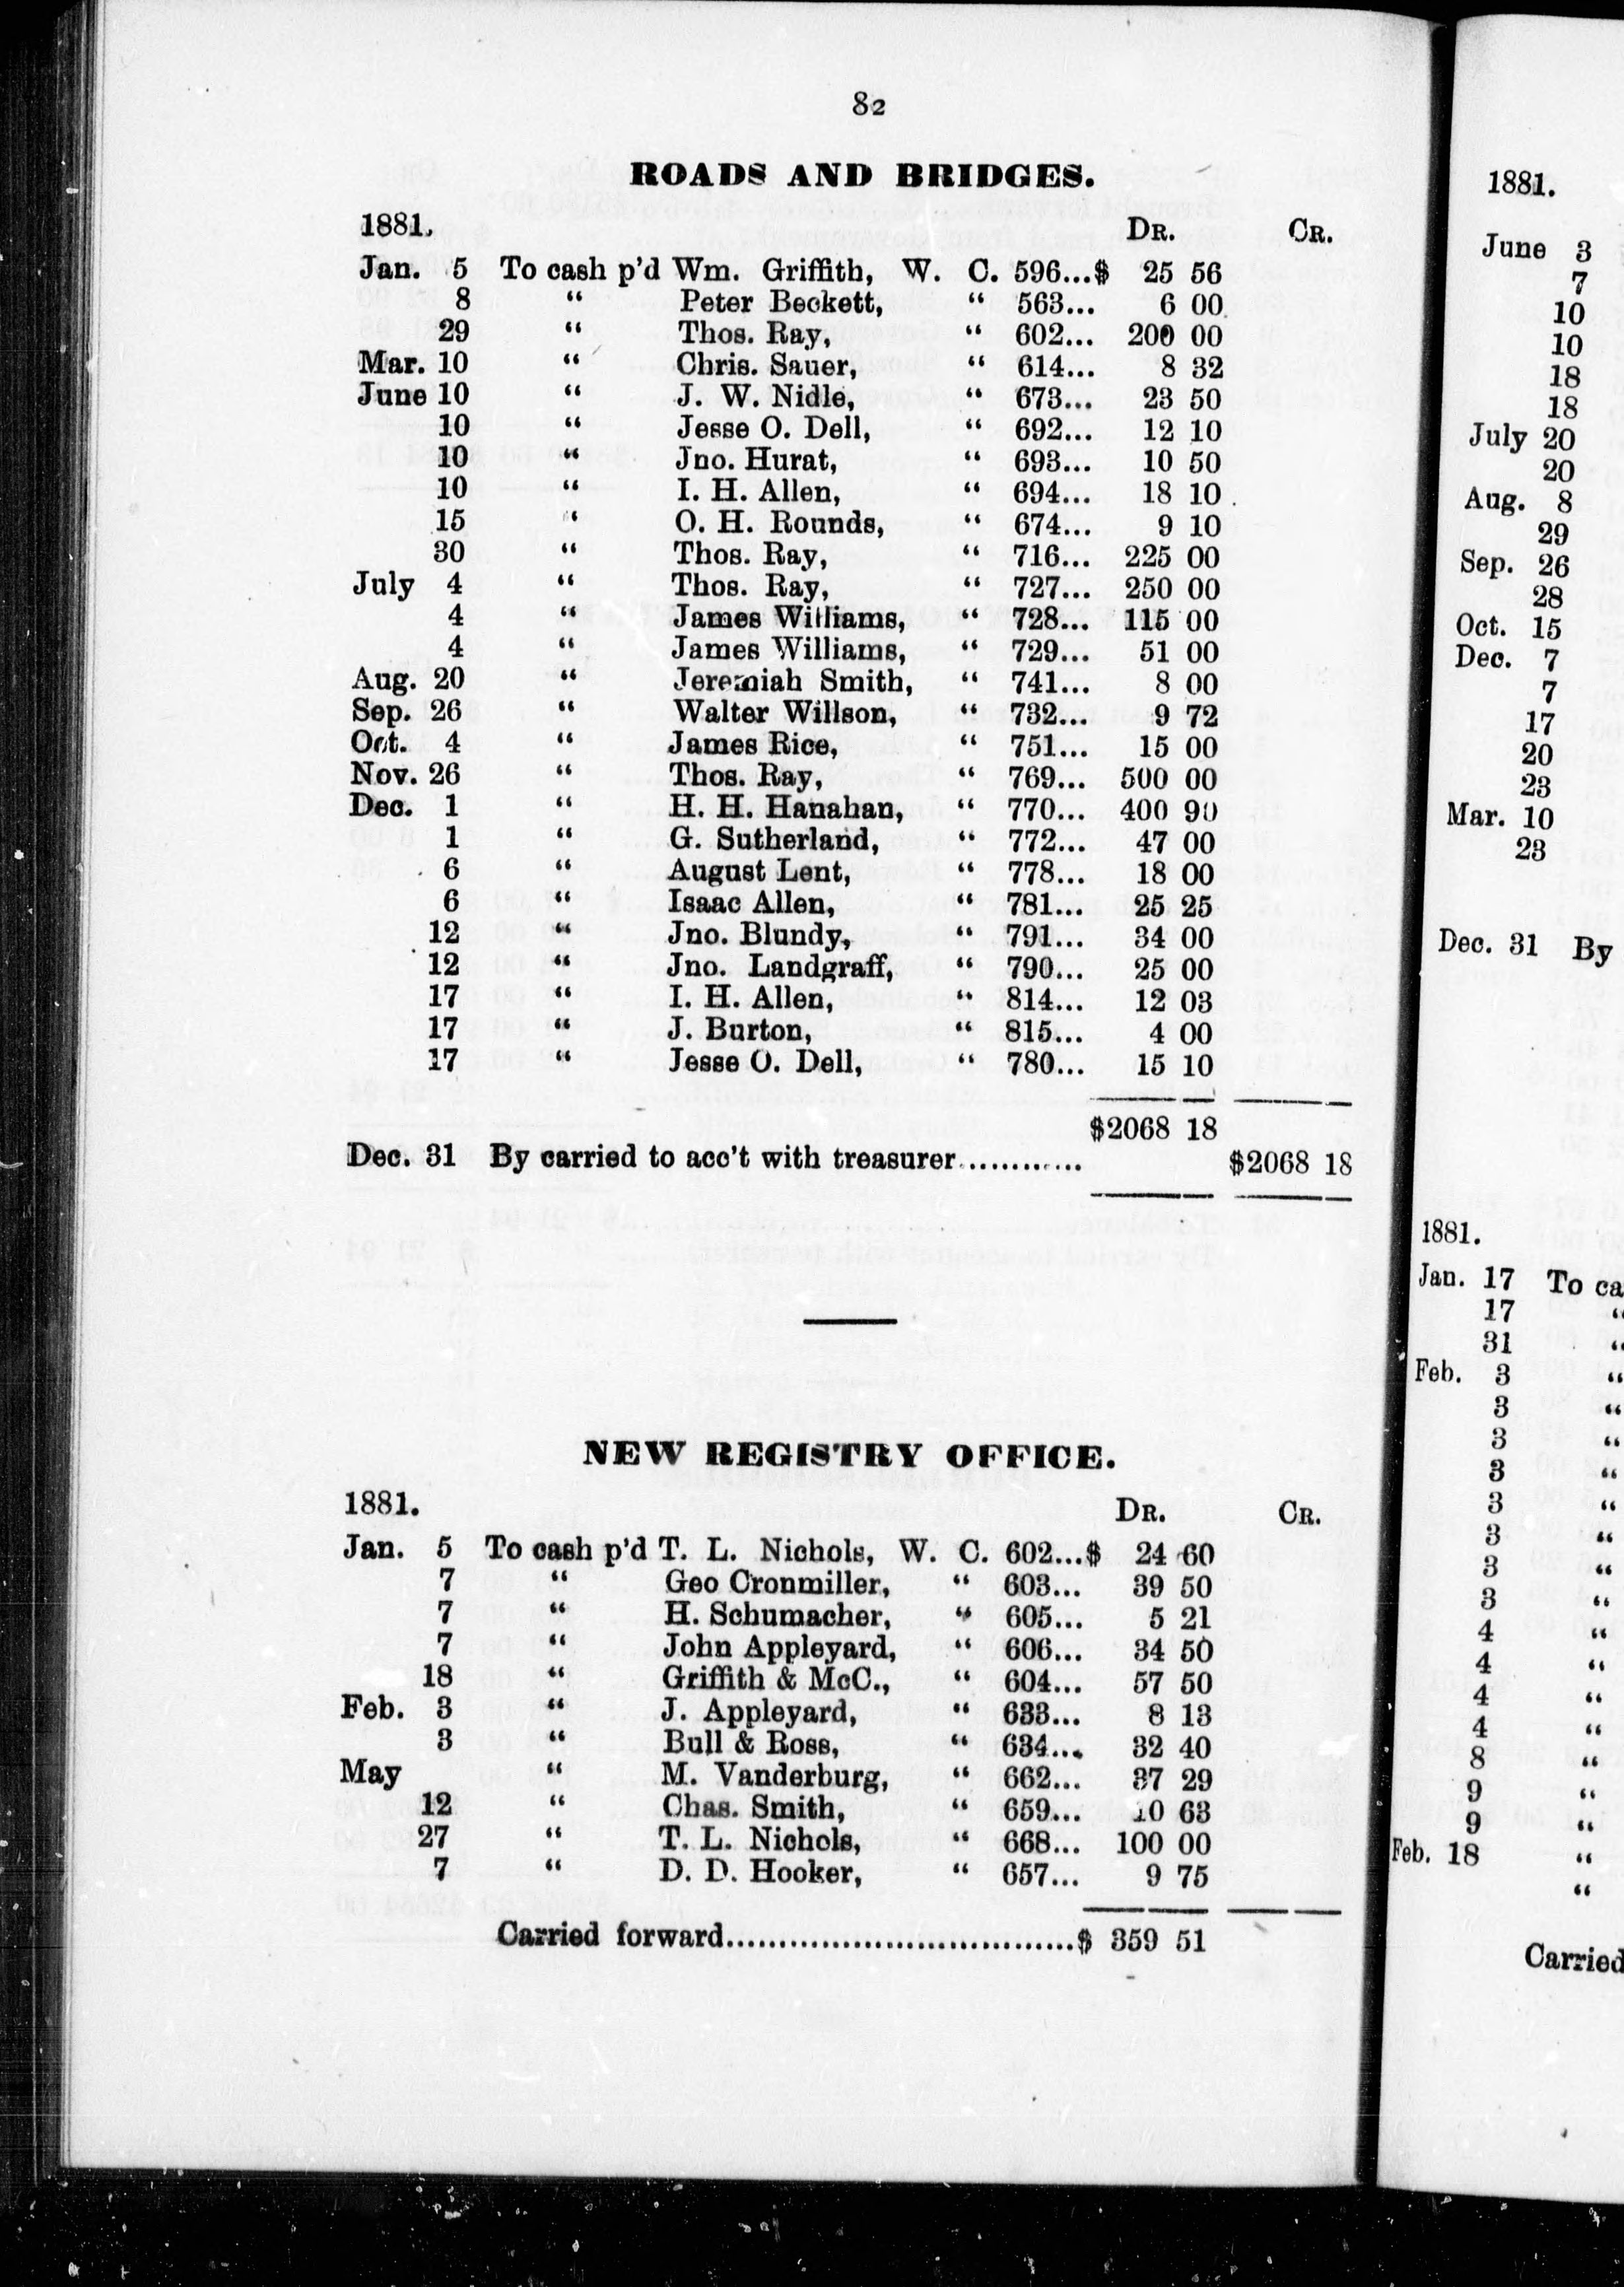 82
ROADS AND BRIDGES.
1881. DR. CR.
Jan. 5 To cash p'd Wm. Griffith, W. C. 596...$ 25 56
8 “ Peter Beckett, “ 563... 6 00
29 “ Thos. Ray, “ 602... 200 00
Mar. 10 “ Chris. Sauer, “ 614... 8 32
June 10 “ J. W. Nidle, “ 673... 23 50
10 “ Jesse O. Dell, “ 692... 12 10
10 “ Jno. Hurat, “ 693... 10 50
10 “ I. H. Allen, “ 694... 18 10
15 “ O. H. Rounds, “ 674... 9 10
30 “ Thos. Ray, “ 716... 225 00
July 4 “ Thos. Ray, “ 727... 250 00
4 “ James Williams, “ 728... 115 00
4 “ James Williams, “ 729... 51 00
Aug. 20 “ Jeremiah Smith, “ 741... 8 00
Sep. 26 “ Walter Willson, “ 732... 9 72
Oct. 4 “ James Rice, “ 751... 15 00
Nov. 26 “ Thos. Ray, “ 769... 500 00
Dec. 1 “ H. H. Hanahan, “ 770... 400 90
1 “ G. Sutherland, “ 772... 47 00
6 “ August Lent, “ 778... 18 00
6 “ Isaac Allen, “ 781... 25 25
12 “ Jno. Blundy, “ 791... 34 00
12 “ Jno. Landgraff, “ 790... 25 00
17 “ I. H. Allen, “ 814... 12 03
17 “ J. Burton, “ 815... 4 00
17 “ Jesse O. Dell, “ 780... 15 10
$2068 18
Dec. 31 By carried to acc't with treasurer............ $2068 18
NEW REGISTRY OFFICE.
1881. DR. CR.
Jan. 5 To cash p'd T. L. Nichols, W. C. 602...$ 24 60
7 “ Geo Cronmiller, “ 603... 39 50
7 “ H. Schumacher, “ 605... 5 21
7 “ John Appleyard, “ 606... 34 50
18 “ Griffith & McC., “ 604... 57 50
Feb. 3 “ J. Appleyard, “ 633... 8 13
3 “ Bull & Ross, “ 634... 32 40
May “ M. Vanderburg, “ 662... 37 29
12 “ Chas. Smith, “ 659... 10 63
27 “ T. L. Nichols, “ 668... 100 00
7 “ D. D. Hooker, “ 657... 9 75
Carried forward.................................$ 359 51
1881.
June 3
7
10
10
18
18
July 20
20
Aug. 8
29
Sep. 26
28
Oct. 15
Dec. 7
7
17
20
23
Mar. 10
23
Dec. 31 By
1881.
Jan. 17 To ca
17 “
31 “
Feb. 3 “
3 “
3 “
3 “
3 “
3 “
3 “
3 “
4 “
4 “
4 “
4 “
8 “
9 “
9 “
Feb. 18 “
“
Carried